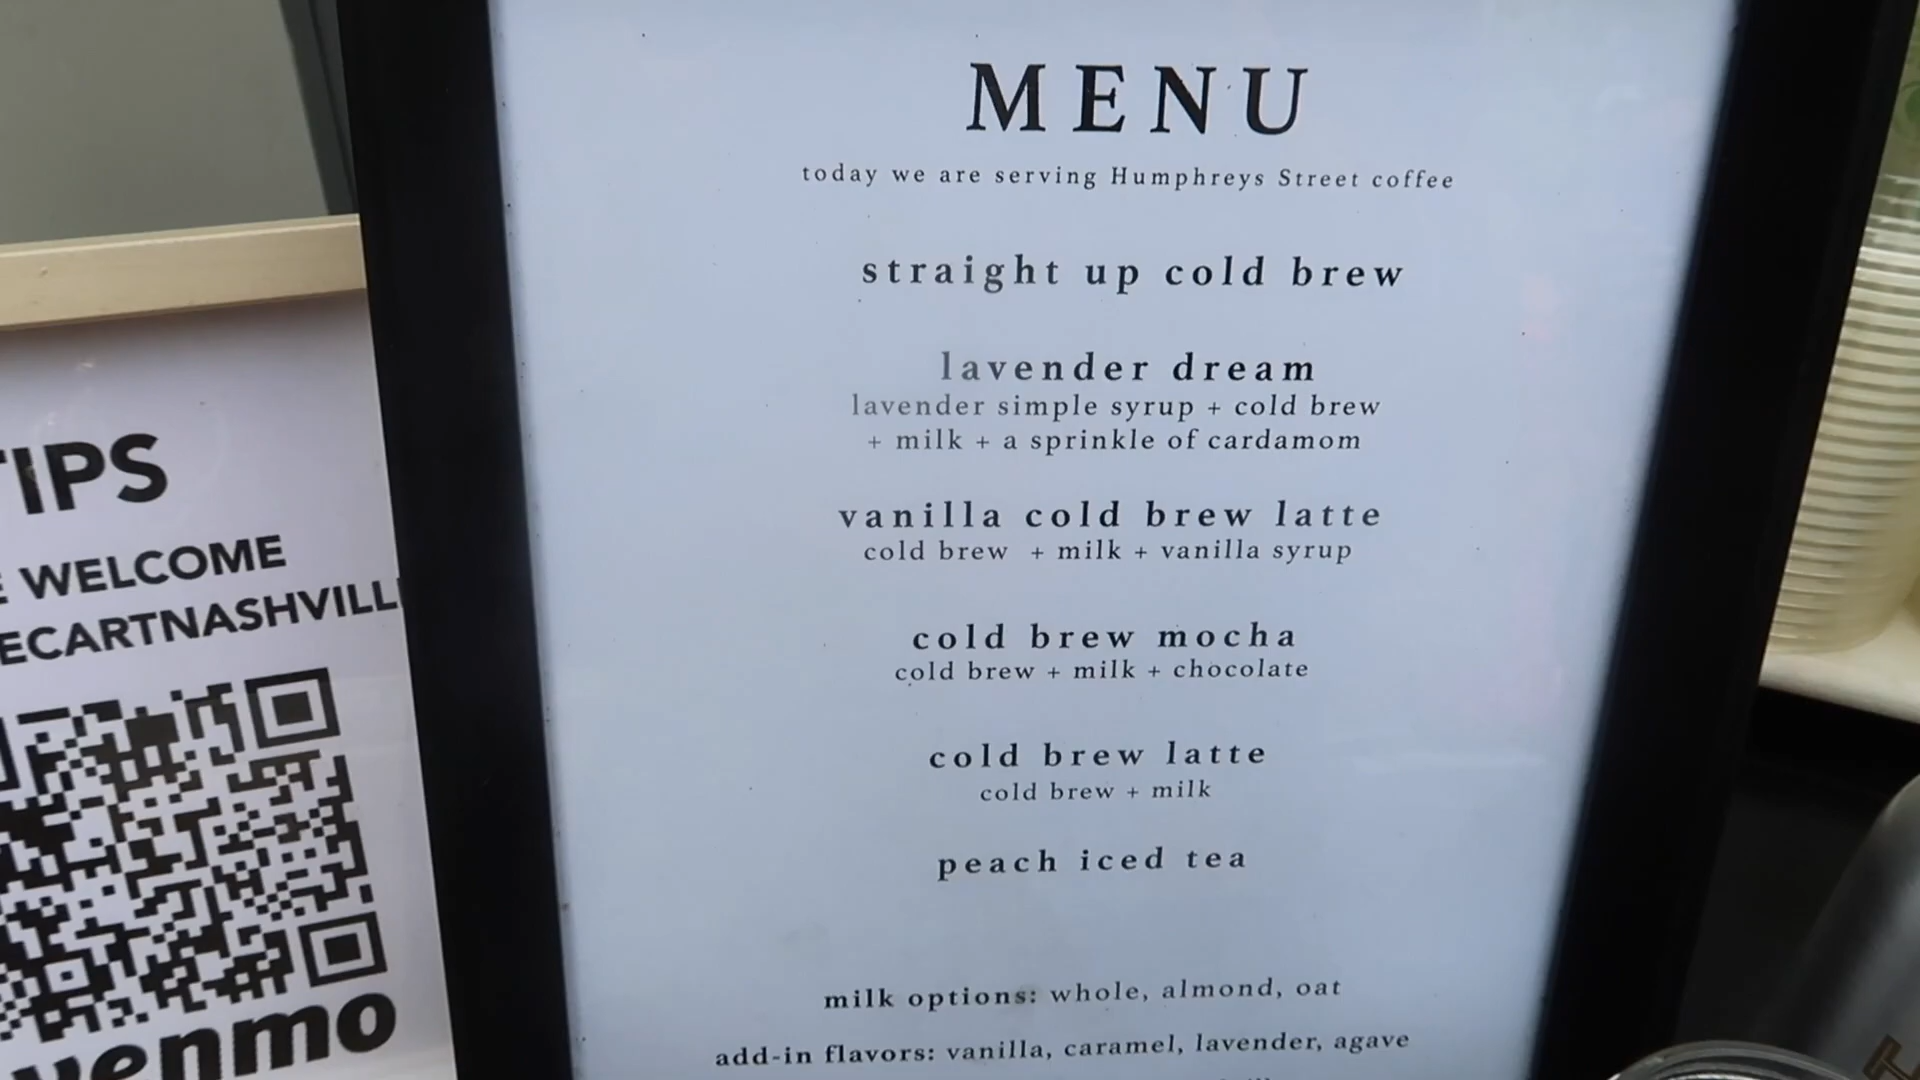 MENU
today we are serving Humphreys Street coffee
straight up cold brew
lavender dream
lavender simple syrup + cold brew
+ milk + a sprinkle of cardamom
vanilla cold brew latte
cold brew + milk + vanilla syrup
cold brew mocha
cold brew + milk + chocolate
cold brew latte
cold brew + milk
peach iced tea
milk options: whole, almond, oat
add-in flavors: vanilla, caramel, lavender, agave
TIPS
E WELCOME
ECARTNASHVILL
venmo